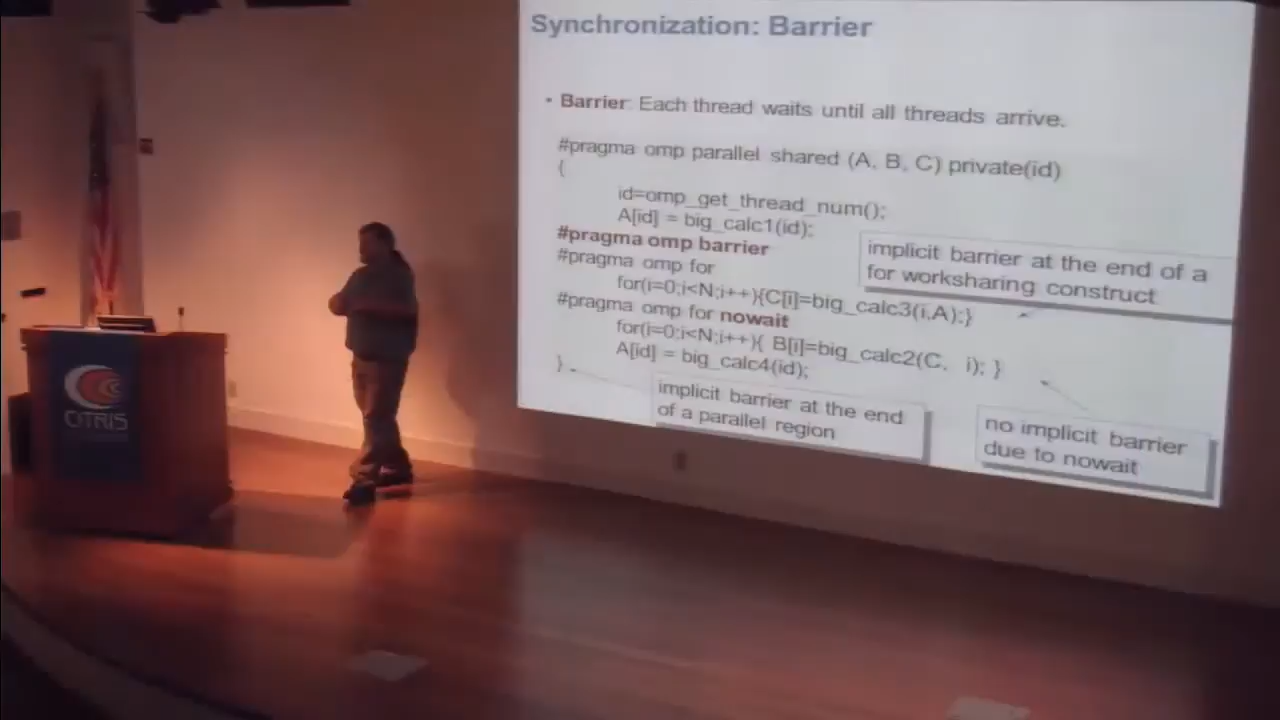 Synchronization: Barrier
• Barrier: Each thread waits until all threads arrive.
#pragma omp parallel shared (A, B, C) private(id)
{
id=omp_get_thread_num();
A[id] = big_calc1(id);
#pragma omp barrier
#pragma omp for
for(i=0;i<N;i++){C[i]=big_calc3(i,A);}
#pragma omp for nowait
for(i=0;i<N;i++){ B[i]=big_calc2(C, i); }
A[id] = big_calc4(id);
}
implicit barrier at the end of a
for worksharing construct
implicit barrier at the end
of a parallel region
no implicit barrier
due to nowait
CITRIS